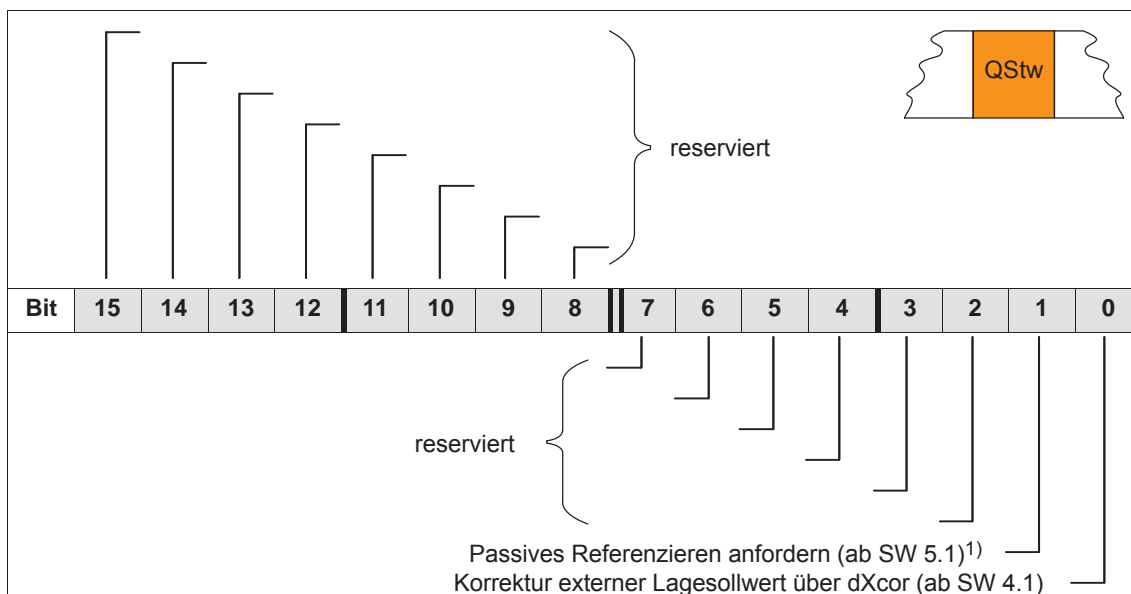 QStw
reserviert
Bit 15 14 13 12 11 10 9 8 7 6 5 4 3 2 1 0
reserviert
Passives Referenzieren anfordern (ab SW 5.1)1)
Korrektur externer Lagesollwert über dXcor (ab SW 4.1)